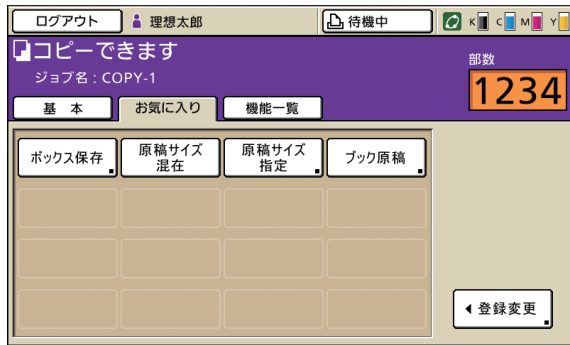 ログアウト 理想太郎 待機中 K C M Y
コピーできます
ジョブ名：COPY-1
部数
1234
基 本 お気に入り 機能一覧
ボックス保存 原稿サイズ 原稿サイズ ブック原稿
混在 指定
登録変更